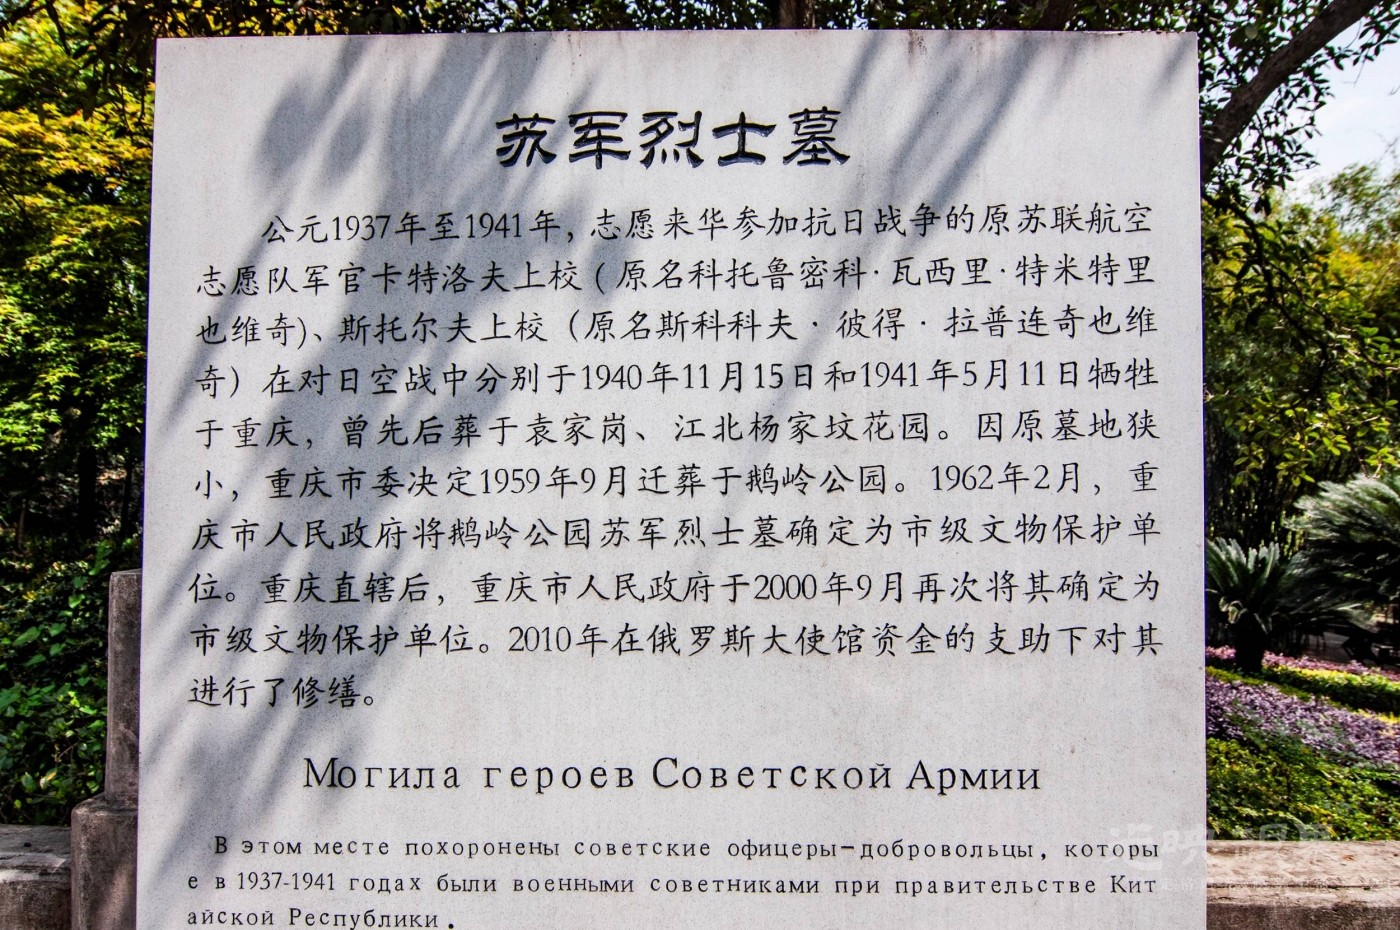 苏军烈士墓
公元1937年至1941年，志愿来华参加抗日战争的原苏联航空
志愿队军官卡特洛夫上校（原名科托鲁密科·瓦西里·特米特里
也维奇）、斯托尔夫上校（原名斯科科夫·彼得·拉普连奇也维
奇）在对日空战中分别于1940年11月15日和1941年5月11日牺牲
于重庆，曾先后葬于袁家岗、江北杨家坟花园。因原墓地狭
小，重庆市委决定1959年9月迁葬于鹅岭公园。1962年2月，重
庆市人民政府将鹅岭公园苏军烈士墓确定为市级文物保护单
位。重庆直辖后，重庆市人民政府于2000年9月再次将其确定为
市级文物保护单位。2010年在俄罗斯大使馆资金的支助下对其
进行了修缮。
Могила героев Советской Армии
В этом месте похоронены советские офицеры-добровольцы, которы
е в 1937-1941 годах были военными советниками при правительстве Кит
айской Республики.